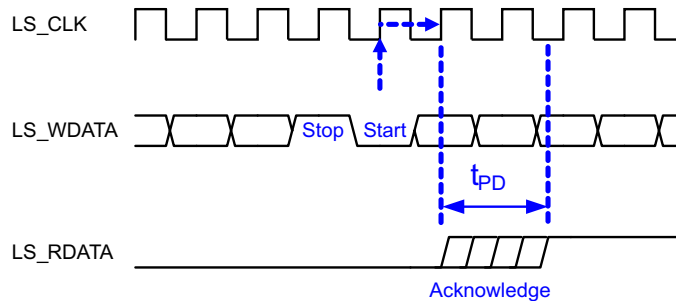 LS_CLK
LS_WDATA
Stop
Start
tPD
LS_RDATA
Acknowledge